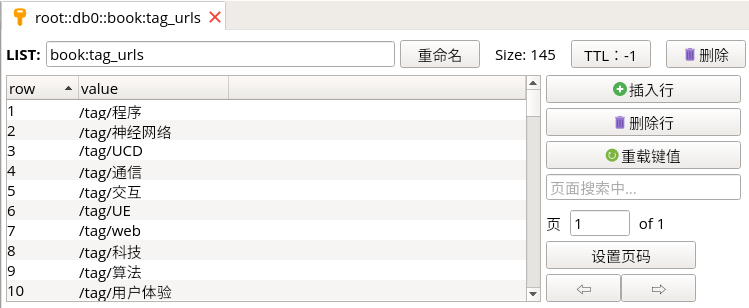 root::db0::book:tag_urls
LIST: book:tag_urls 重命名 Size: 145 TTL：-1 删除
row value
1 /tag/程序
2 /tag/神经网络
3 /tag/UCD
4 /tag/通信
5 /tag/交互
6 /tag/UE
7 /tag/web
8 /tag/科技
9 /tag/算法
10 /tag/用户体验
插入行
删除行
重载键值
页面搜索中...
页 1 of 1
设置页码